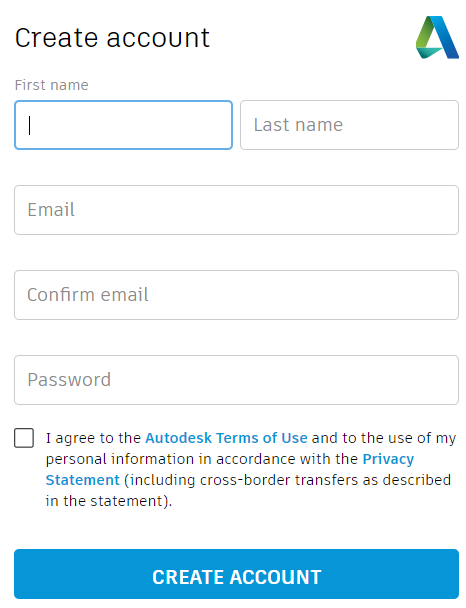 Create account
First name
Last name
Email
Confirm email
Password
I agree to the Autodesk Terms of Use and to the use of my
personal information in accordance with the Privacy
Statement (including cross-border transfers as described
in the statement).
CREATE ACCOUNT